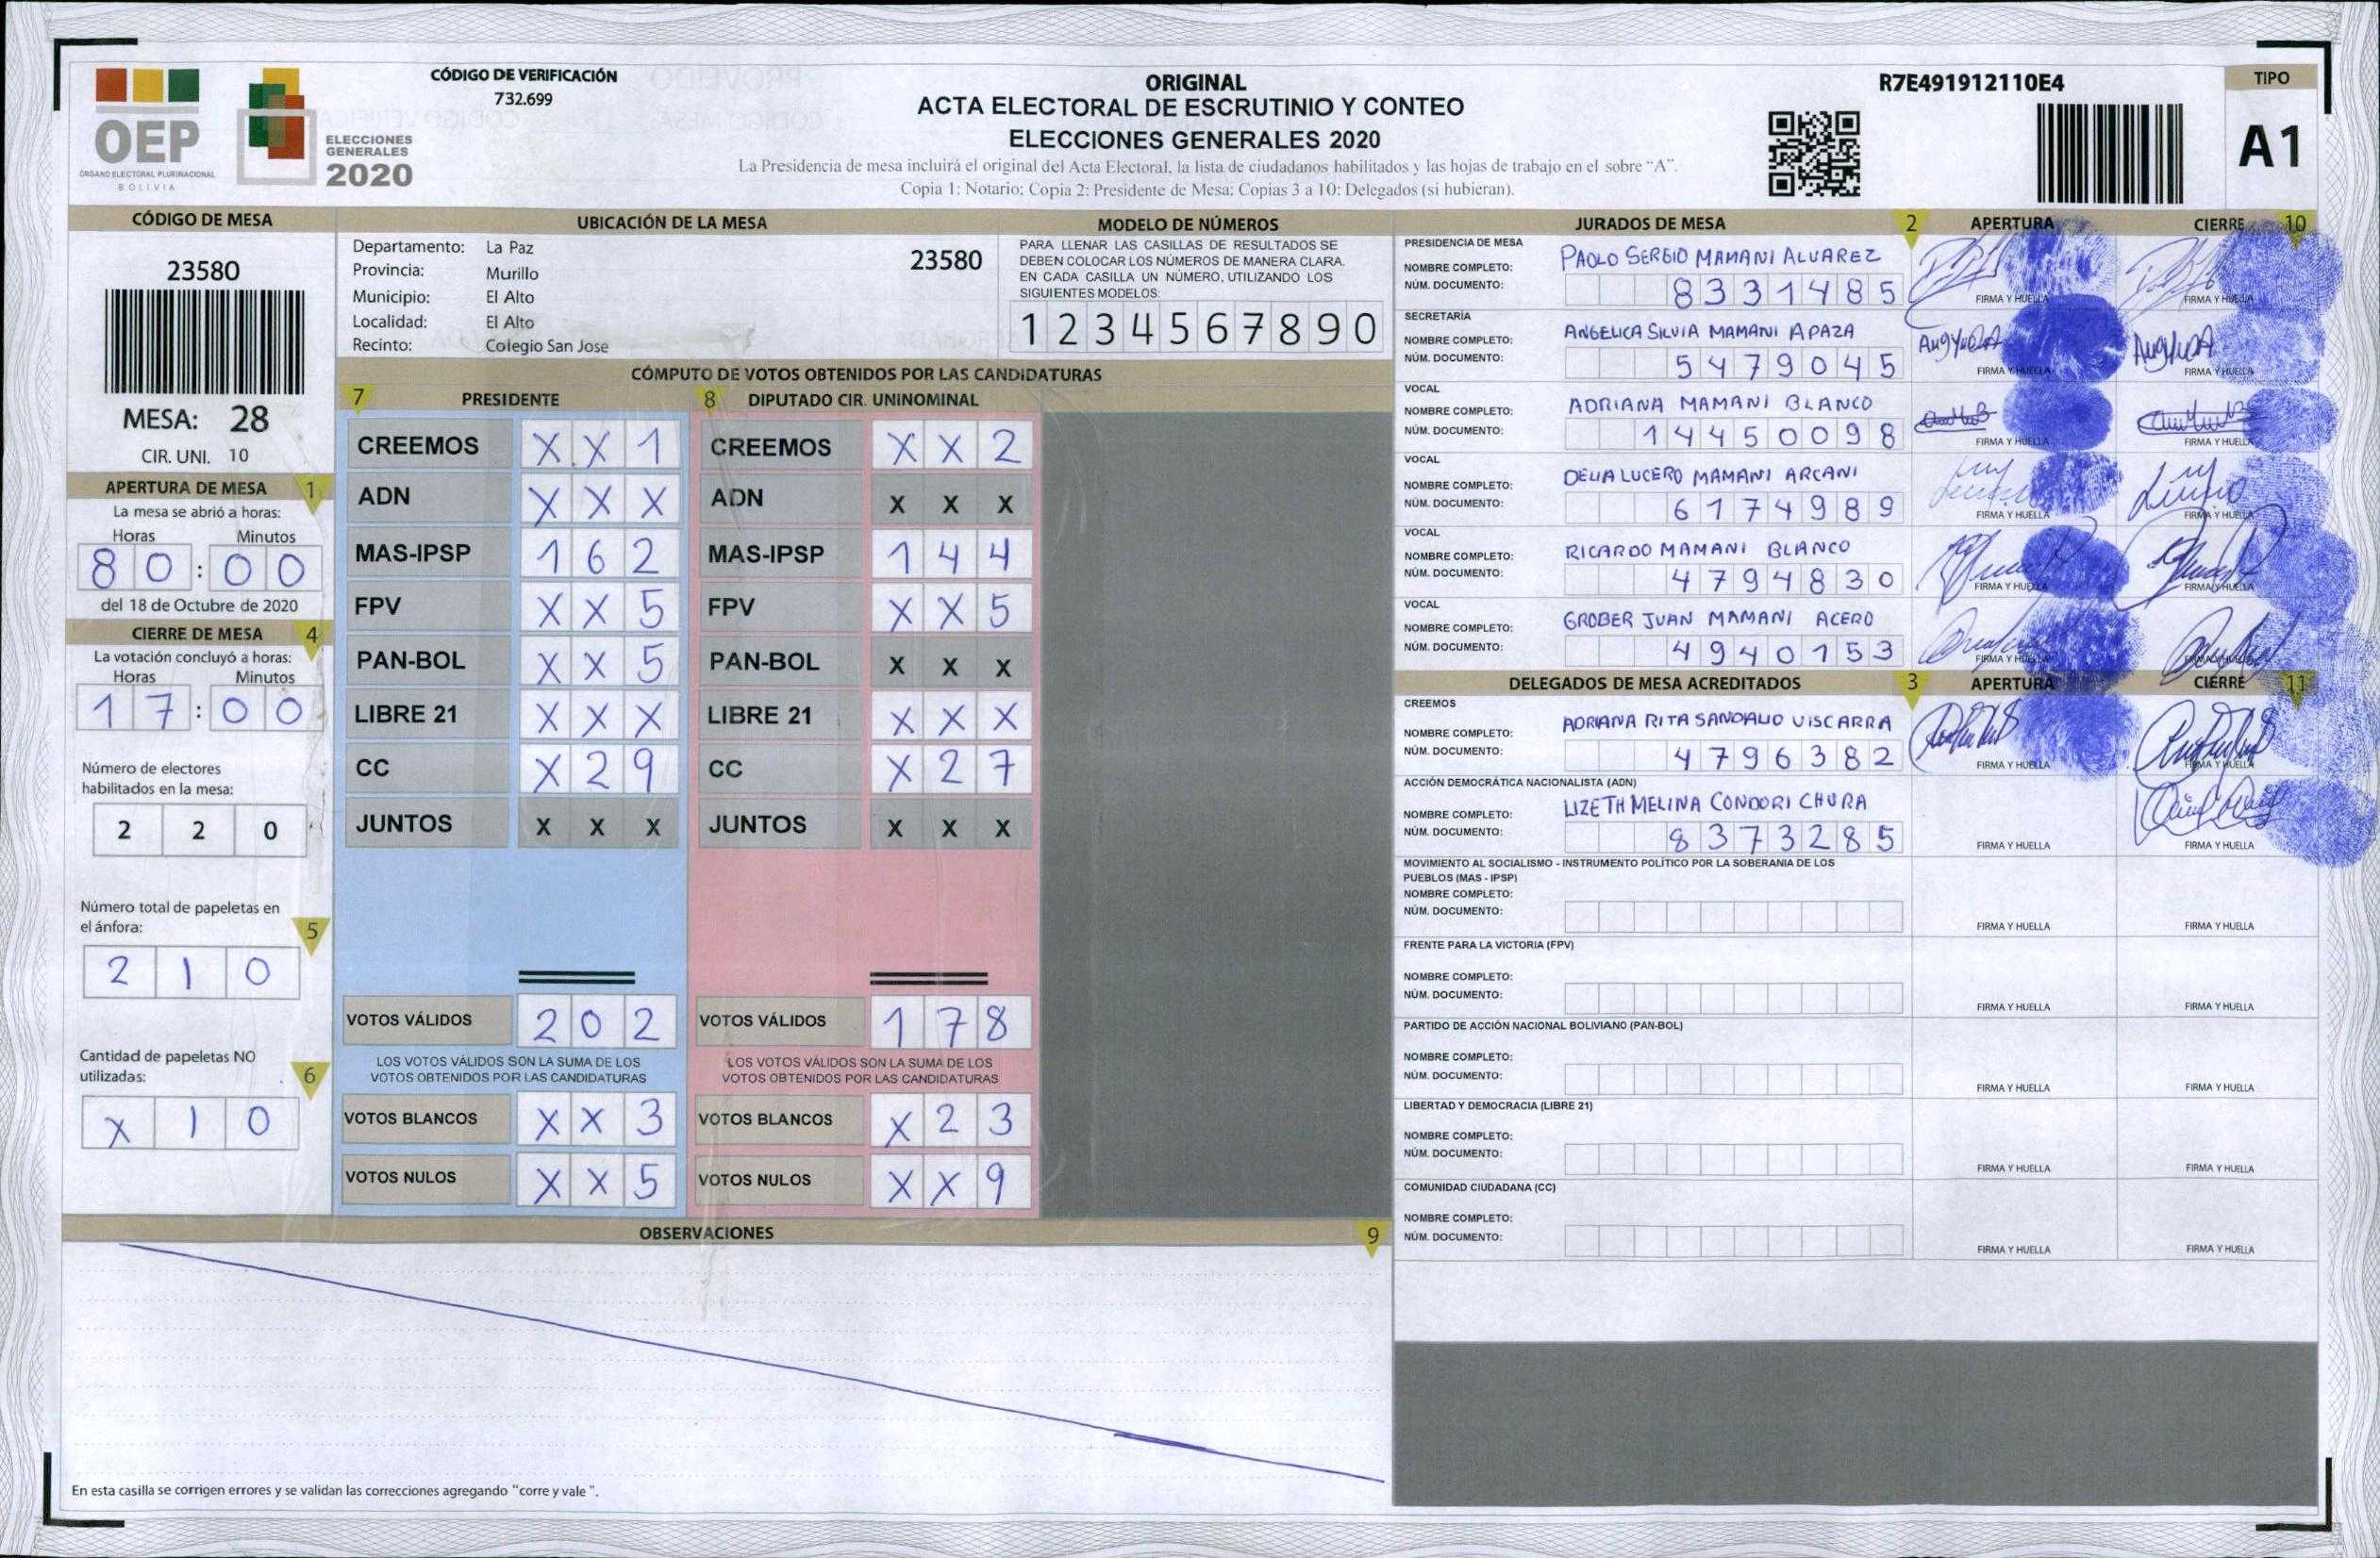 OEP
ÓRGANO ELECTORAL PLURINACIONAL
BOLIVIA
ELECCIONES
GENERALES
2020
CÓDIGO DE VERIFICACIÓN
732.699
ORIGINAL
ACTA ELECTORAL DE ESCRUTINIO Y CONTEO
ELECCIONES GENERALES 2020
La Presidencia de mesa incluirá el original del Acta Electoral, la lista de ciudadanos habilitados y las hojas de trabajo en el sobre "A".
Copia 1: Notario; Copia 2: Presidente de Mesa; Copias 3 a 10: Delegados (si hubieran).
R7E491912110E4
TIPO
A1
CÓDIGO DE MESA
23580
MESA: 28
CIR. UNI. 10
APERTURA DE MESA 1
La mesa se abrió a horas:
Horas Minutos
80:00
del 18 de Octubre de 2020
CIERRE DE MESA 4
La votación concluyó a horas:
Horas Minutos
17:00
Número de electores
habilitados en la mesa:
2 2 0
Número total de papeletas en
el ánfora: 5
2 1 0
Cantidad de papeletas NO
utilizadas: 6
X 1 0
UBICACIÓN DE LA MESA
Departamento: La Paz
23580
Provincia: Murillo
Municipio: El Alto
Localidad: El Alto
Recinto: Colegio San Jose
MODELO DE NÚMEROS
PARA LLENAR LAS CASILLAS DE RESULTADOS SE
DEBEN COLOCAR LOS NÚMEROS DE MANERA CLARA.
EN CADA CASILLA UN NÚMERO, UTILIZANDO LOS
SIGUIENTES MODELOS:
1 2 3 4 5 6 7 8 9 0
CÓMPUTO DE VOTOS OBTENIDOS POR LAS CANDIDATURAS
7 PRESIDENTE
CREEMOS X X 1
ADN X X X
MAS-IPSP 1 6 2
FPV X X 5
PAN-BOL X X 5
LIBRE 21 X X X
CC X 2 9
JUNTOS X X X
VOTOS VÁLIDOS 2 0 2
LOS VOTOS VÁLIDOS SON LA SUMA DE LOS
VOTOS OBTENIDOS POR LAS CANDIDATURAS
VOTOS BLANCOS X X 3
VOTOS NULOS X X 5
8 DIPUTADO CIR. UNINOMINAL
CREEMOS X X 2
ADN X X X
MAS-IPSP 1 4 4
FPV X X 5
PAN-BOL X X X
LIBRE 21 X X X
CC X 2 7
JUNTOS X X X
VOTOS VÁLIDOS 1 7 8
LOS VOTOS VÁLIDOS SON LA SUMA DE LOS
VOTOS OBTENIDOS POR LAS CANDIDATURAS
VOTOS BLANCOS X 2 3
VOTOS NULOS X X 9
OBSERVACIONES 9
En esta casilla se corrigen errores y se validan las correcciones agregando "corre y vale ".
JURADOS DE MESA 2 APERTURA CIERRE 10
PRESIDENCIA DE MESA
NOMBRE COMPLETO: PAOLO SERGIO MAMANI ALVAREZ
NÚM. DOCUMENTO: 8331485
FIRMA Y HUELLA FIRMA Y HUELLA
SECRETARÍA
NOMBRE COMPLETO: ANGELICA SILVIA MAMANI APAZA
NÚM. DOCUMENTO: 5479045
FIRMA Y HUELLA FIRMA Y HUELLA
VOCAL
NOMBRE COMPLETO: ADRIANA MAMANI BLANCO
NÚM. DOCUMENTO: 14450098
FIRMA Y HUELLA FIRMA Y HUELLA
VOCAL
NOMBRE COMPLETO: DELIA LUCERO MAMANI ARCANI
NÚM. DOCUMENTO: 6174989
FIRMA Y HUELLA FIRMA Y HUELLA
VOCAL
NOMBRE COMPLETO: RICARDO MAMANI BLANCO
NÚM. DOCUMENTO: 4794830
FIRMA Y HUELLA FIRMA Y HUELLA
VOCAL
NOMBRE COMPLETO: GROBER JUAN MAMANI ACERO
NÚM. DOCUMENTO: 4940153
FIRMA Y HUELLA FIRMA Y HUELLA
DELEGADOS DE MESA ACREDITADOS 3 APERTURA CIERRE 11
CREEMOS
NOMBRE COMPLETO: ADRIANA RITA SANDALIO VISCARRA
NÚM. DOCUMENTO: 4796382
FIRMA Y HUELLA FIRMA Y HUELLA
ACCIÓN DEMOCRÁTICA NACIONALISTA (ADN)
NOMBRE COMPLETO: LIZETH MELINA CONDORI CHURA
NÚM. DOCUMENTO: 8373285
FIRMA Y HUELLA FIRMA Y HUELLA
MOVIMIENTO AL SOCIALISMO - INSTRUMENTO POLÍTICO POR LA SOBERANIA DE LOS
PUEBLOS (MAS - IPSP)
NOMBRE COMPLETO:
NÚM. DOCUMENTO:
FIRMA Y HUELLA FIRMA Y HUELLA
FRENTE PARA LA VICTORIA (FPV)
NOMBRE COMPLETO:
NÚM. DOCUMENTO:
FIRMA Y HUELLA FIRMA Y HUELLA
PARTIDO DE ACCIÓN NACIONAL BOLIVIANO (PAN-BOL)
NOMBRE COMPLETO:
NÚM. DOCUMENTO:
FIRMA Y HUELLA FIRMA Y HUELLA
LIBERTAD Y DEMOCRACIA (LIBRE 21)
NOMBRE COMPLETO:
NÚM. DOCUMENTO:
FIRMA Y HUELLA FIRMA Y HUELLA
COMUNIDAD CIUDADANA (CC)
NOMBRE COMPLETO:
NÚM. DOCUMENTO:
FIRMA Y HUELLA FIRMA Y HUELLA